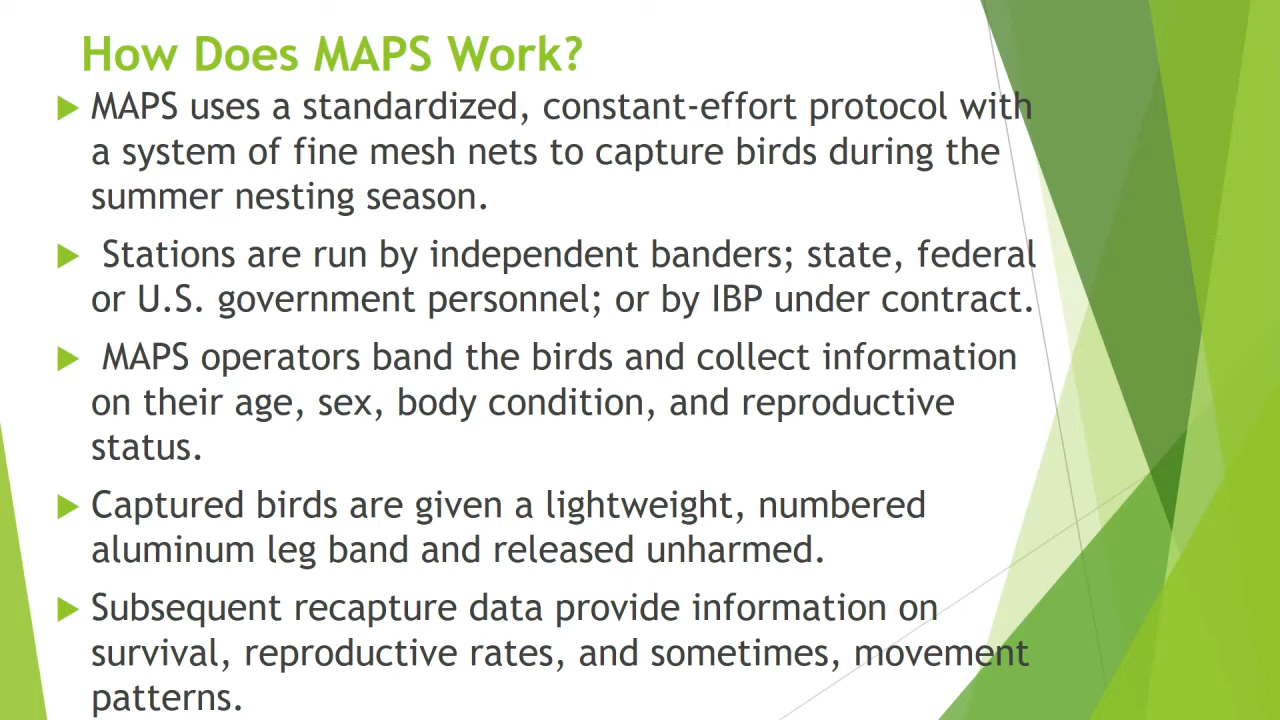 How Does MAPS Work?
MAPS uses a standardized, constant-effort protocol with
a system of fine mesh nets to capture birds during the
summer nesting season.
Stations are run by independent banders; state, federal
or U.S. government personnel; or by IBP under contract.
MAPS operators band the birds and collect information
on their age, sex, body condition, and reproductive
status.
Captured birds are given a lightweight, numbered
aluminum leg band and released unharmed.
Subsequent recapture data provide information on
survival, reproductive rates, and sometimes, movement
patterns.